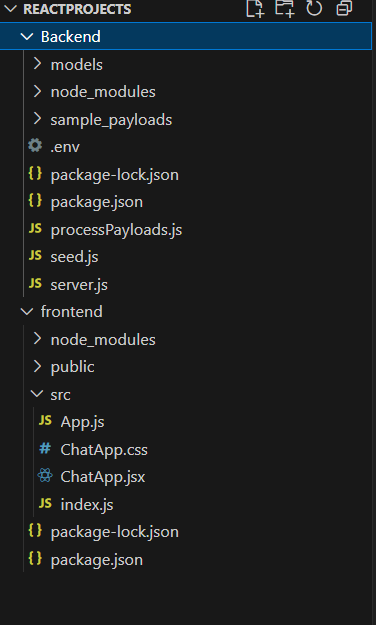 REACTPROJECTS
Backend
models
node_modules
sample_payloads
.env
{} package-lock.json
{} package.json
JS processPayloads.js
JS seed.js
JS server.js
frontend
node_modules
public
src
JS App.js
# ChatApp.css
ChatApp.jsx
JS index.js
{} package-lock.json
{} package.json